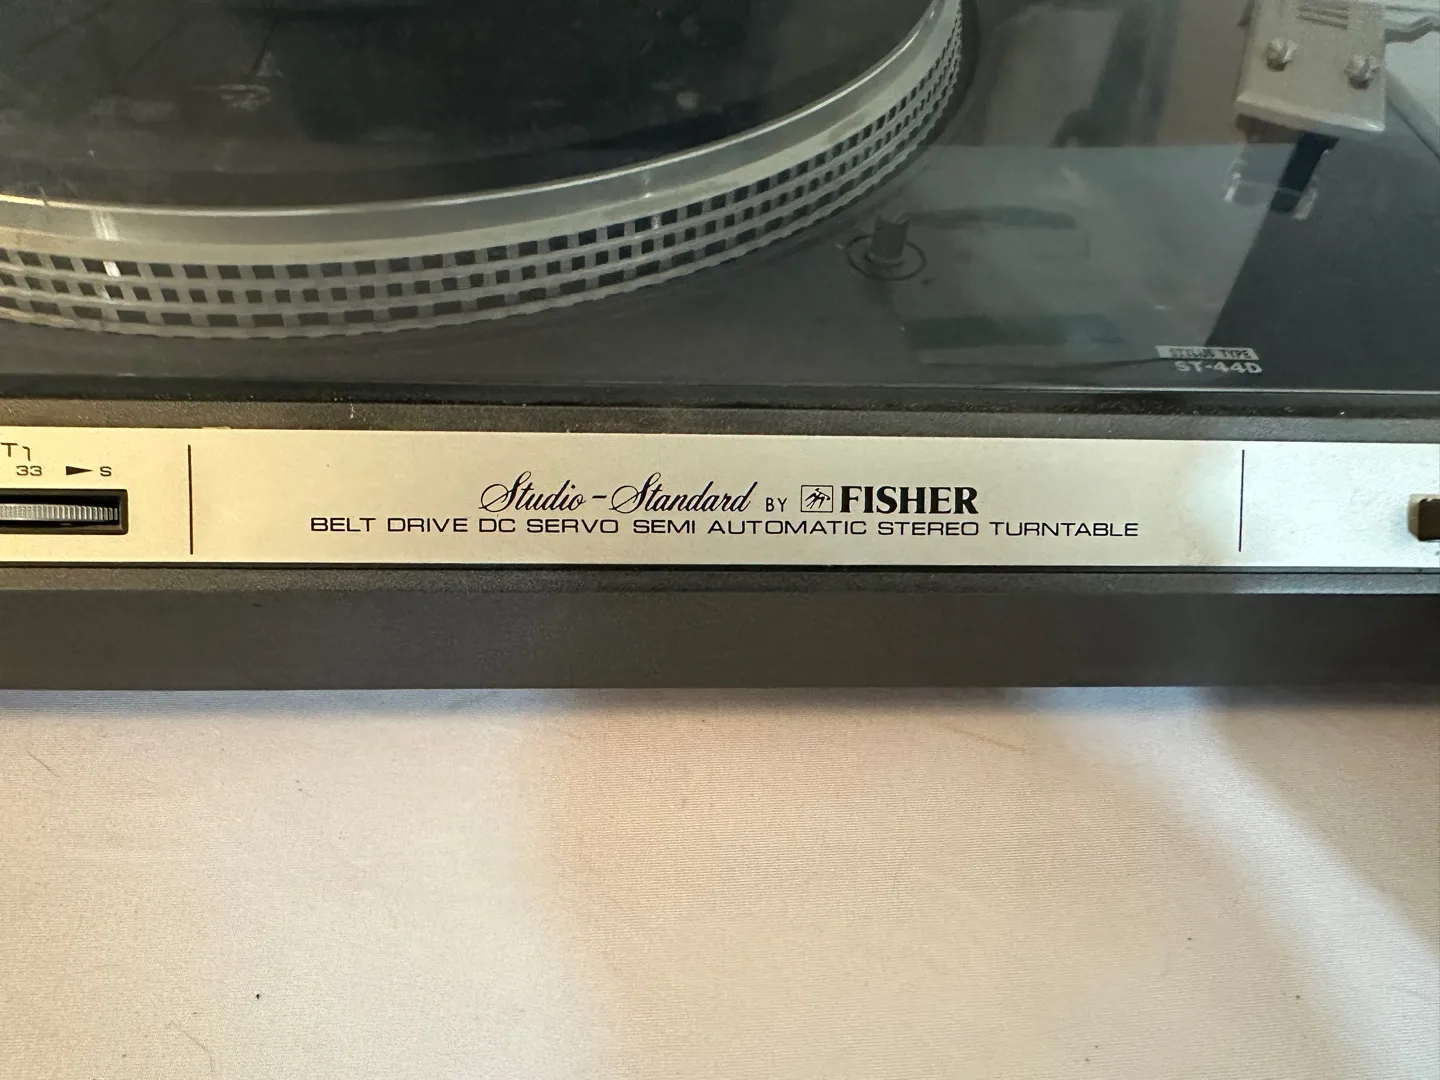 STYLUS TYPE
ST-44D
33 ► S
Studio-Standard BY FISHER
BELT DRIVE DC SERVO SEMI AUTOMATIC STEREO TURNTABLE